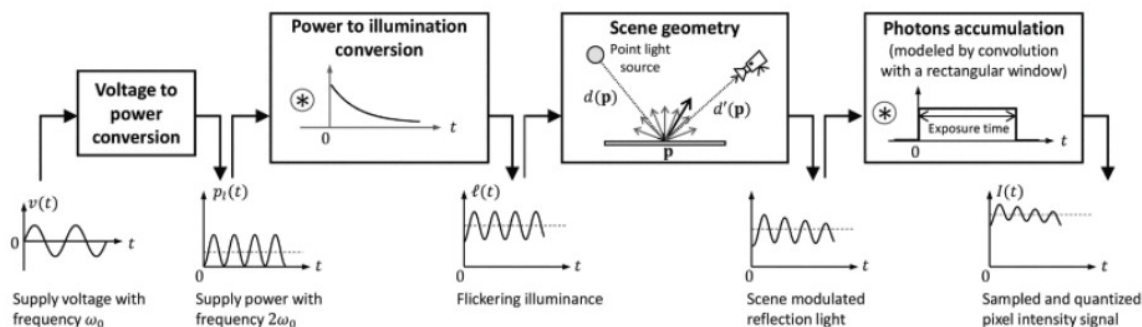 Voltage to
power
conversion
Power to illumination
conversion
⊛
t
0
Scene geometry
Point light
source
d(𝐩)
d′(𝐩)
𝐩
Photons accumulation
(modeled by convolution
with a rectangular window)
⊛
Exposure time
0
t
v(t)
0
t
Supply voltage with
frequency ω₀
pₗ(t)
0
t
Supply power with
frequency 2ω₀
ℓ(t)
0
t
Flickering illuminance
0
t
Scene modulated
reflection light
I(t)
0
t
Sampled and quantized
pixel intensity signal